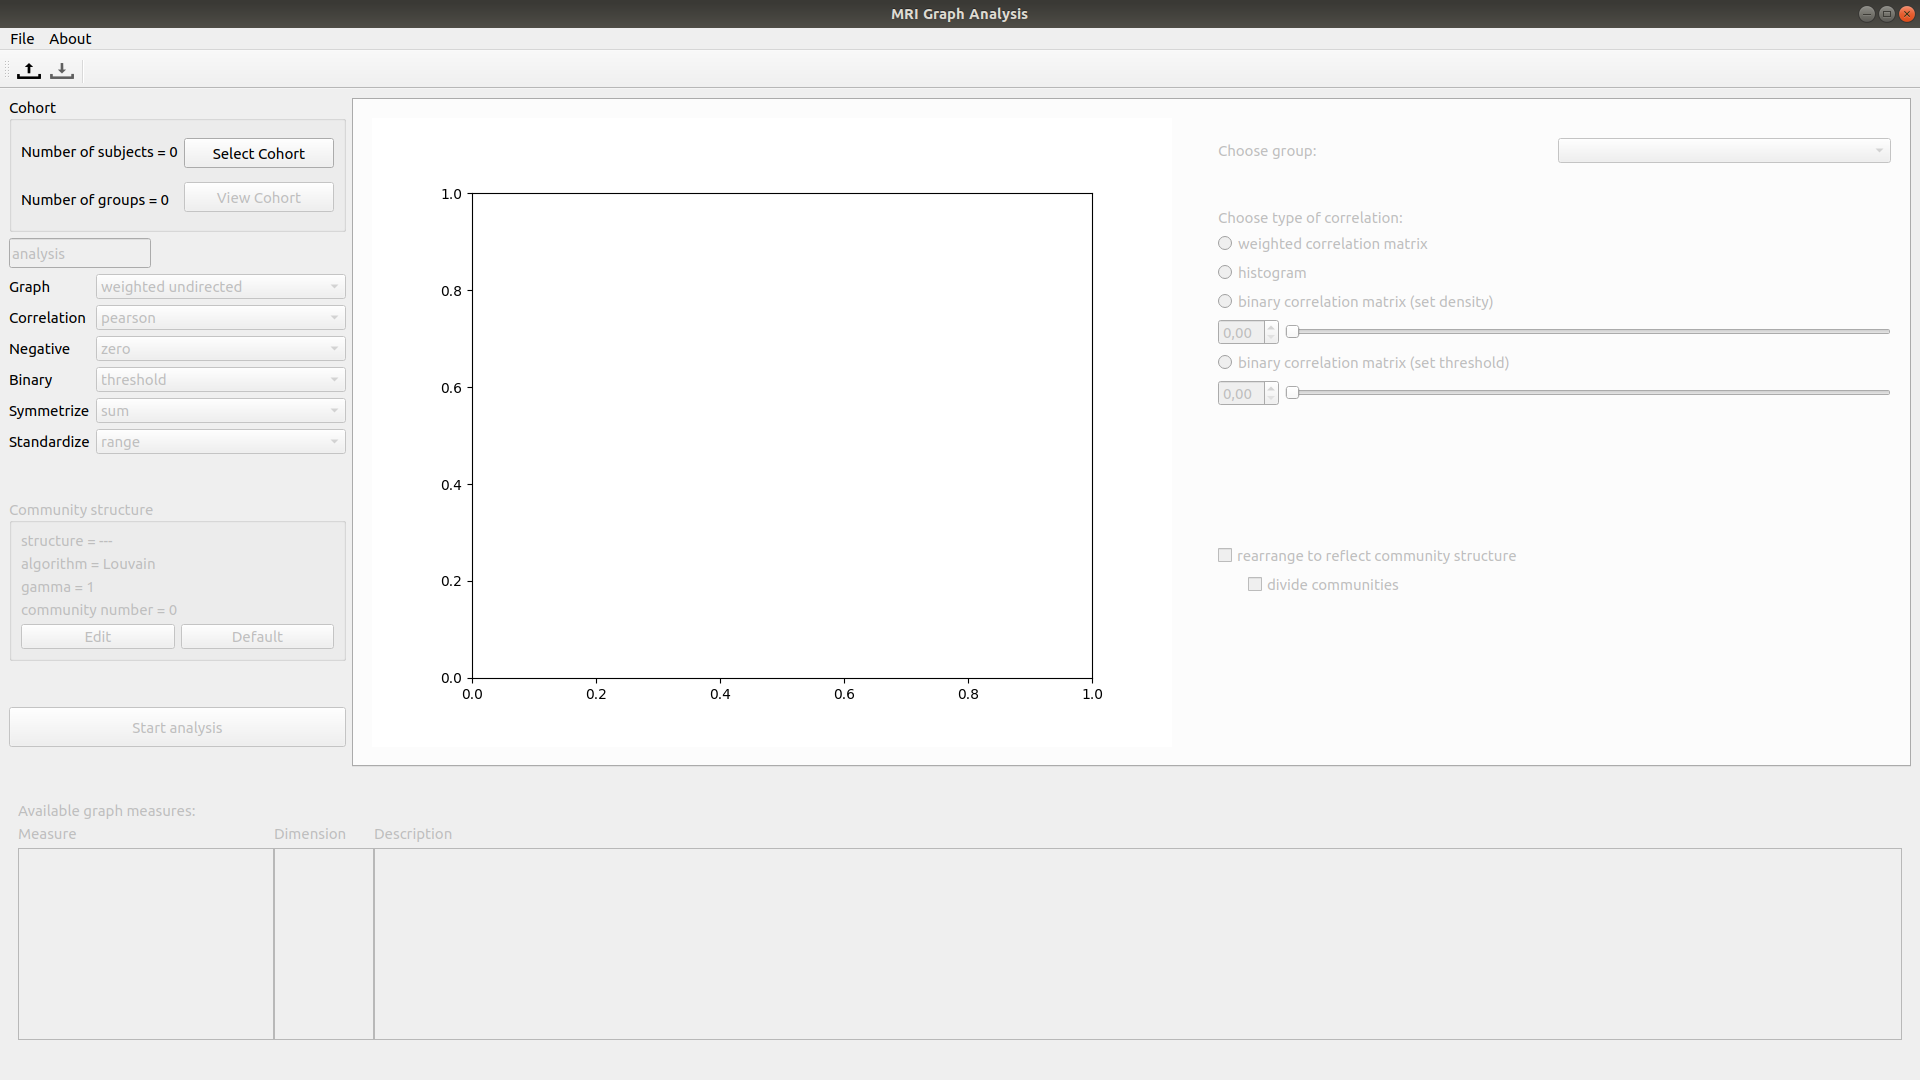 MRI Graph Analysis
File About
Cohort
Number of subjects = 0 Select Cohort
Number of groups = 0 View Cohort
analysis
Graph weighted undirected
Correlation pearson
Negative zero
Binary threshold
Symmetrize sum
Standardize range
Community structure
structure = ---
algorithm = Louvain
gamma = 1
community number = 0
Edit Default
Start analysis
1.0
0.8
0.6
0.4
0.2
0.0
0.0 0.2 0.4 0.6 0.8 1.0
Choose group:
Choose type of correlation:
weighted correlation matrix
histogram
binary correlation matrix (set density)
0,00
binary correlation matrix (set threshold)
0,00
rearrange to reflect community structure
divide communities
Available graph measures:
Measure Dimension Description